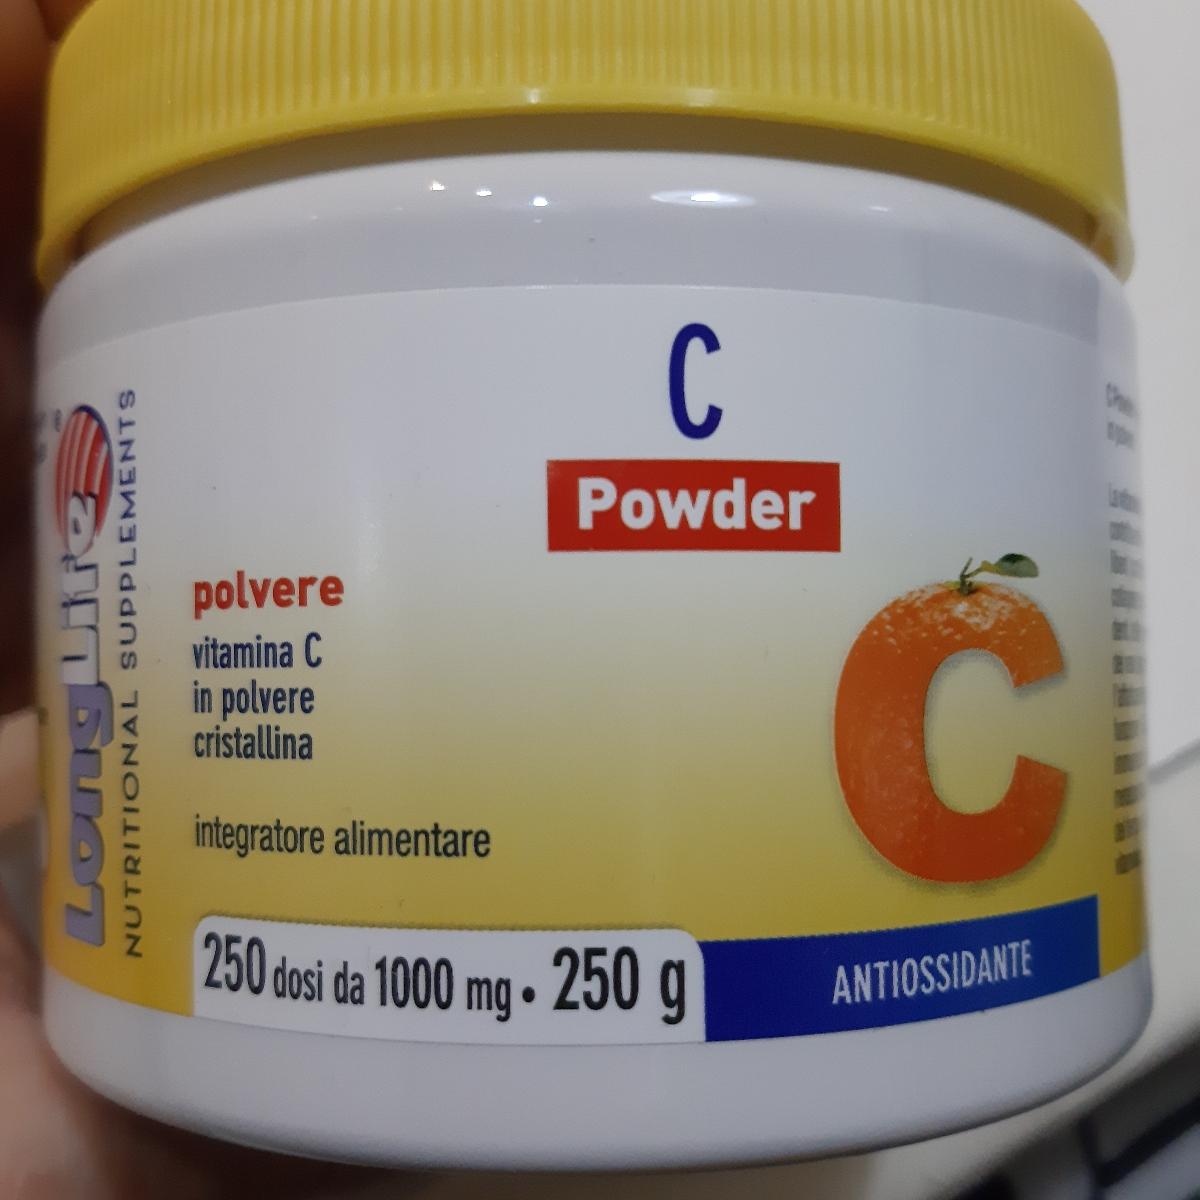 C
Powder
LongLife
NUTRITIONAL SUPPLEMENTS
®
polvere
vitamina C
in polvere
cristallina
integratore alimentare
250 dosi da 1000 mg • 250 g
C
ANTIOSSIDANTE